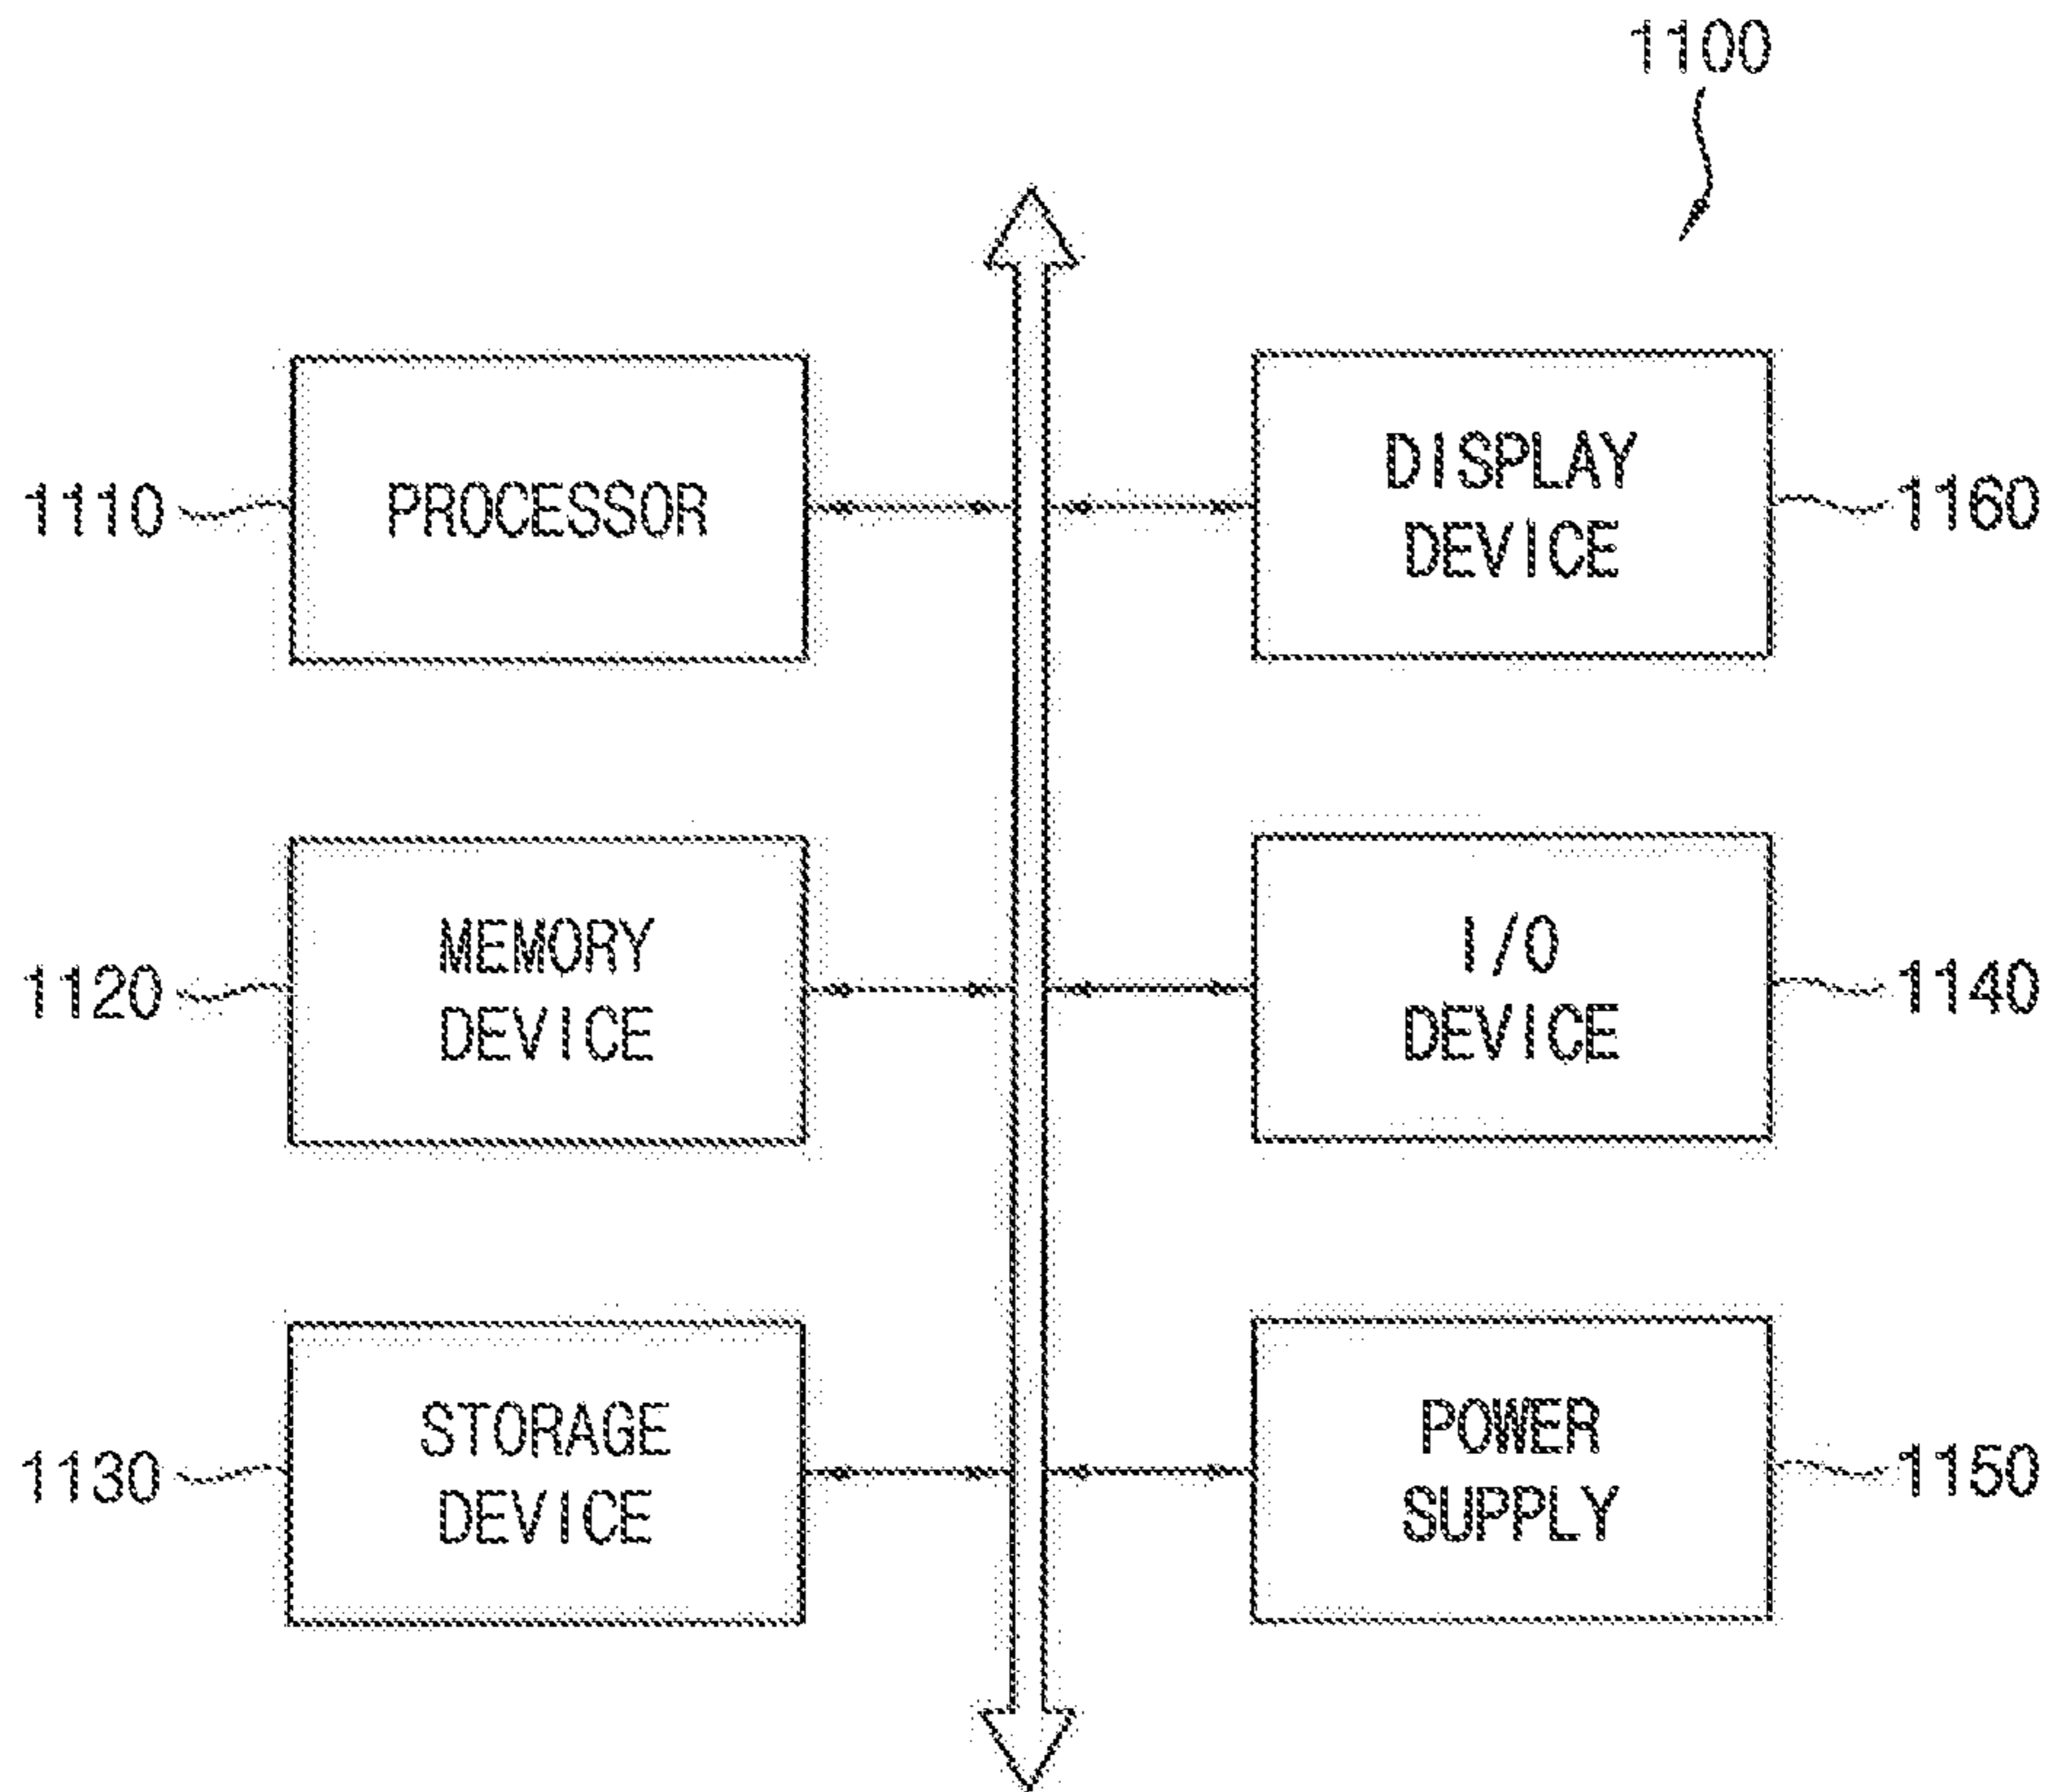 1100
1110
PROCESSOR
DISPLAY
DEVICE
1160
1120
MEMORY
DEVICE
I/O
DEVICE
1140
1130
STORAGE
DEVICE
POWER
SUPPLY
1150